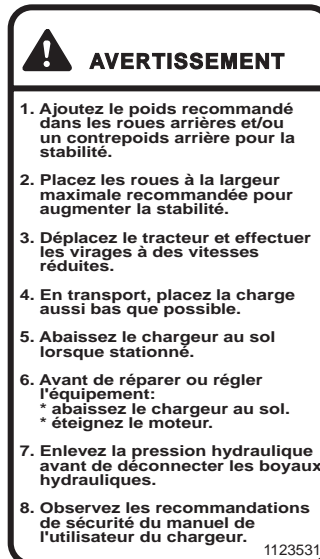 AVERTISSEMENT
1. Ajoutez le poids recommandé
dans les roues arrières et/ou
un contrepoids arrière pour la
stabilité.
2. Placez les roues à la largeur
maximale recommandée pour
augmenter la stabilité.
3. Déplacez le tracteur et effectuer
les virages à des vitesses
réduites.
4. En transport, placez la charge
aussi bas que possible.
5. Abaissez le chargeur au sol
lorsque stationné.
6. Avant de réparer ou régler
l'équipement:
* abaissez le chargeur au sol.
* éteignez le moteur.
7. Enlevez la pression hydraulique
avant de déconnecter les boyaux
hydrauliques.
8. Observez les recommandations
de sécurité du manuel de
l'utilisateur du chargeur.
1123531